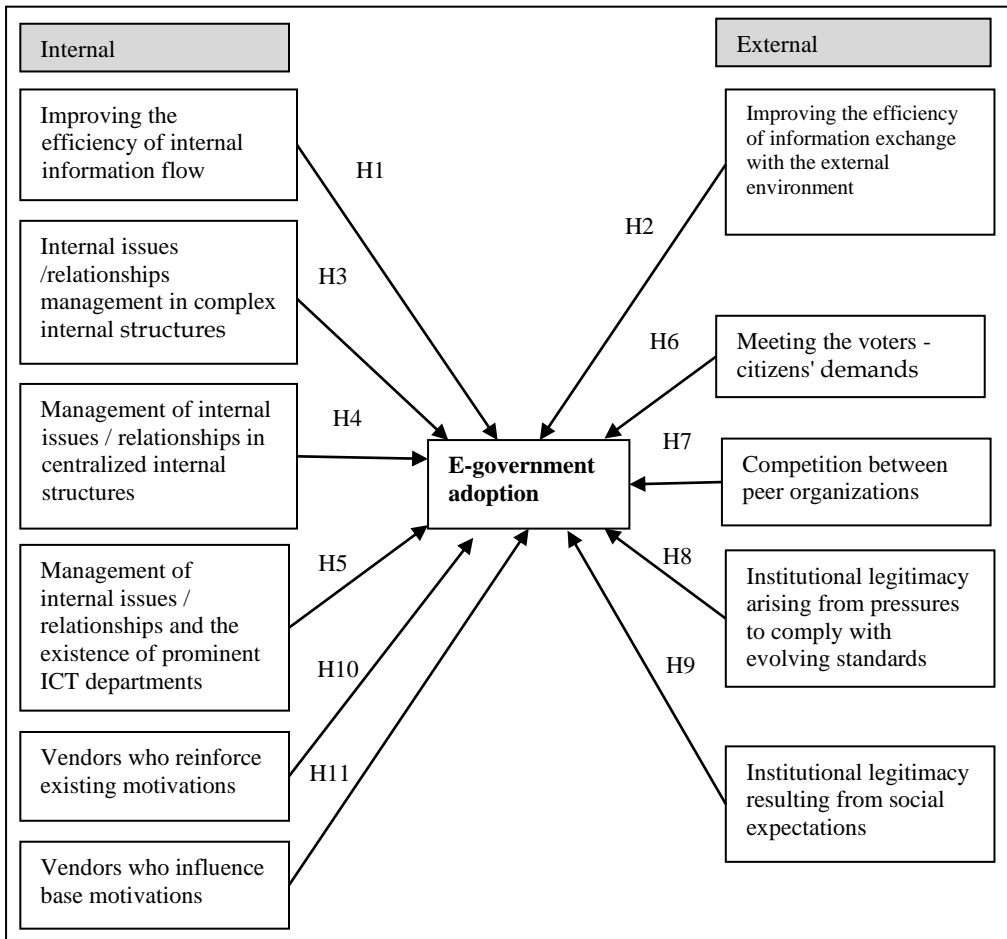 Internal
Improving the
efficiency of internal
information flow
Internal issues
/relationships
management in complex
internal structures
Management of internal
issues / relationships in
centralized internal
structures
Management of
internal issues /
relationships and the
existence of prominent
ICT departments
Vendors who reinforce
existing motivations
Vendors who influence
base motivations
H1
H3
H4
H5
H10
H11
E-government
adoption
H2
H6
H7
H8
H9
External
Improving the efficiency
of information exchange
with the external
environment
Meeting the voters -
citizens' demands
Competition between
peer organizations
Institutional legitimacy
arising from pressures
to comply with
evolving standards
Institutional legitimacy
resulting from social
expectations